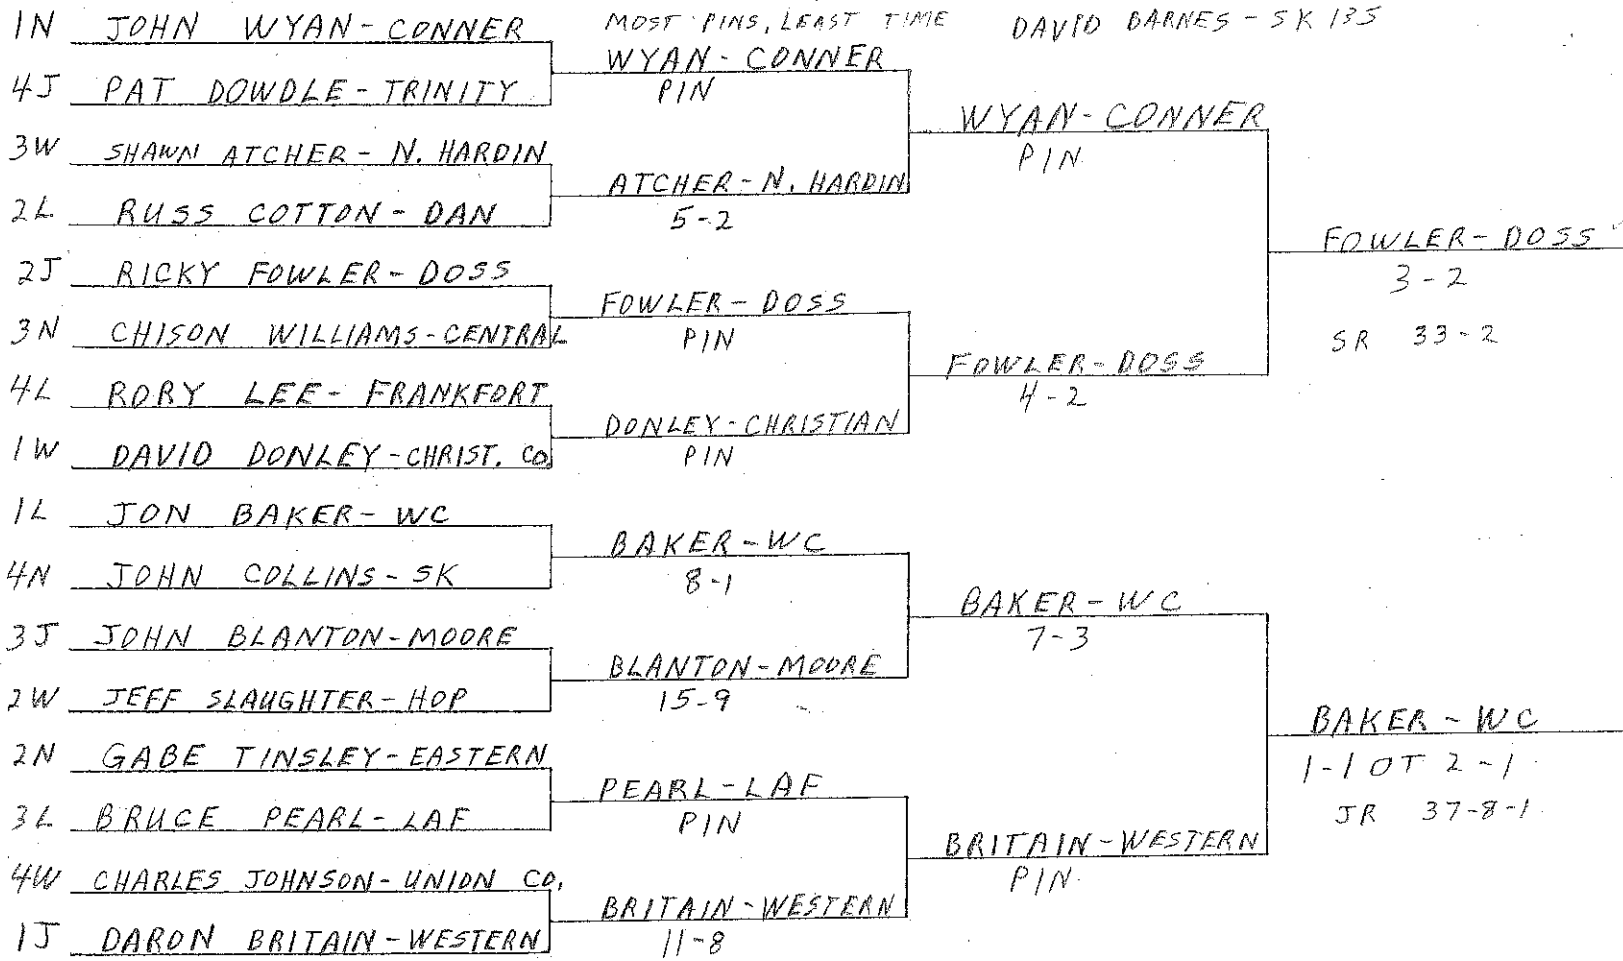 1N JOHN WYAN-CONNER
MOST PINS, LEAST TIME DAVID BARNES - SK 135
WYAN-CONNER
PIN
4J PAT DOWDLE-TRINITY
WYAN-CONNER
PIN
3W SHAWN ATCHER-N. HARDIN
ATCHER-N. HARDIN
5-2
2L RUSS COTTON-DAN
FOWLER-DOSS
3-2
SR 33-2
2J RICKY FOWLER-DOSS
FOWLER-DOSS
PIN
3N CHISON WILLIAMS-CENTRAL
FOWLER-DOSS
4-2
4L RORY LEE-FRANKFORT
DONLEY-CHRISTIAN
PIN
1W DAVID DONLEY-CHRIST. CO.
1L JON BAKER-WC
BAKER-WC
8-1
4N JOHN COLLINS-SK
BAKER-WC
7-3
3J JOHN BLANTON-MOORE
BLANTON-MOORE
15-9
2W JEFF SLAUGHTER-HOP
BAKER-WC
1-1 OT 2-1
JR 37-8-1
2N GABE TINSLEY-EASTERN
PEARL-LAF
PIN
3L BRUCE PEARL-LAF
BRITAIN-WESTERN
PIN
4W CHARLES JOHNSON-UNION CO.
BRITAIN-WESTERN
11-8
1J DARON BRITAIN-WESTERN